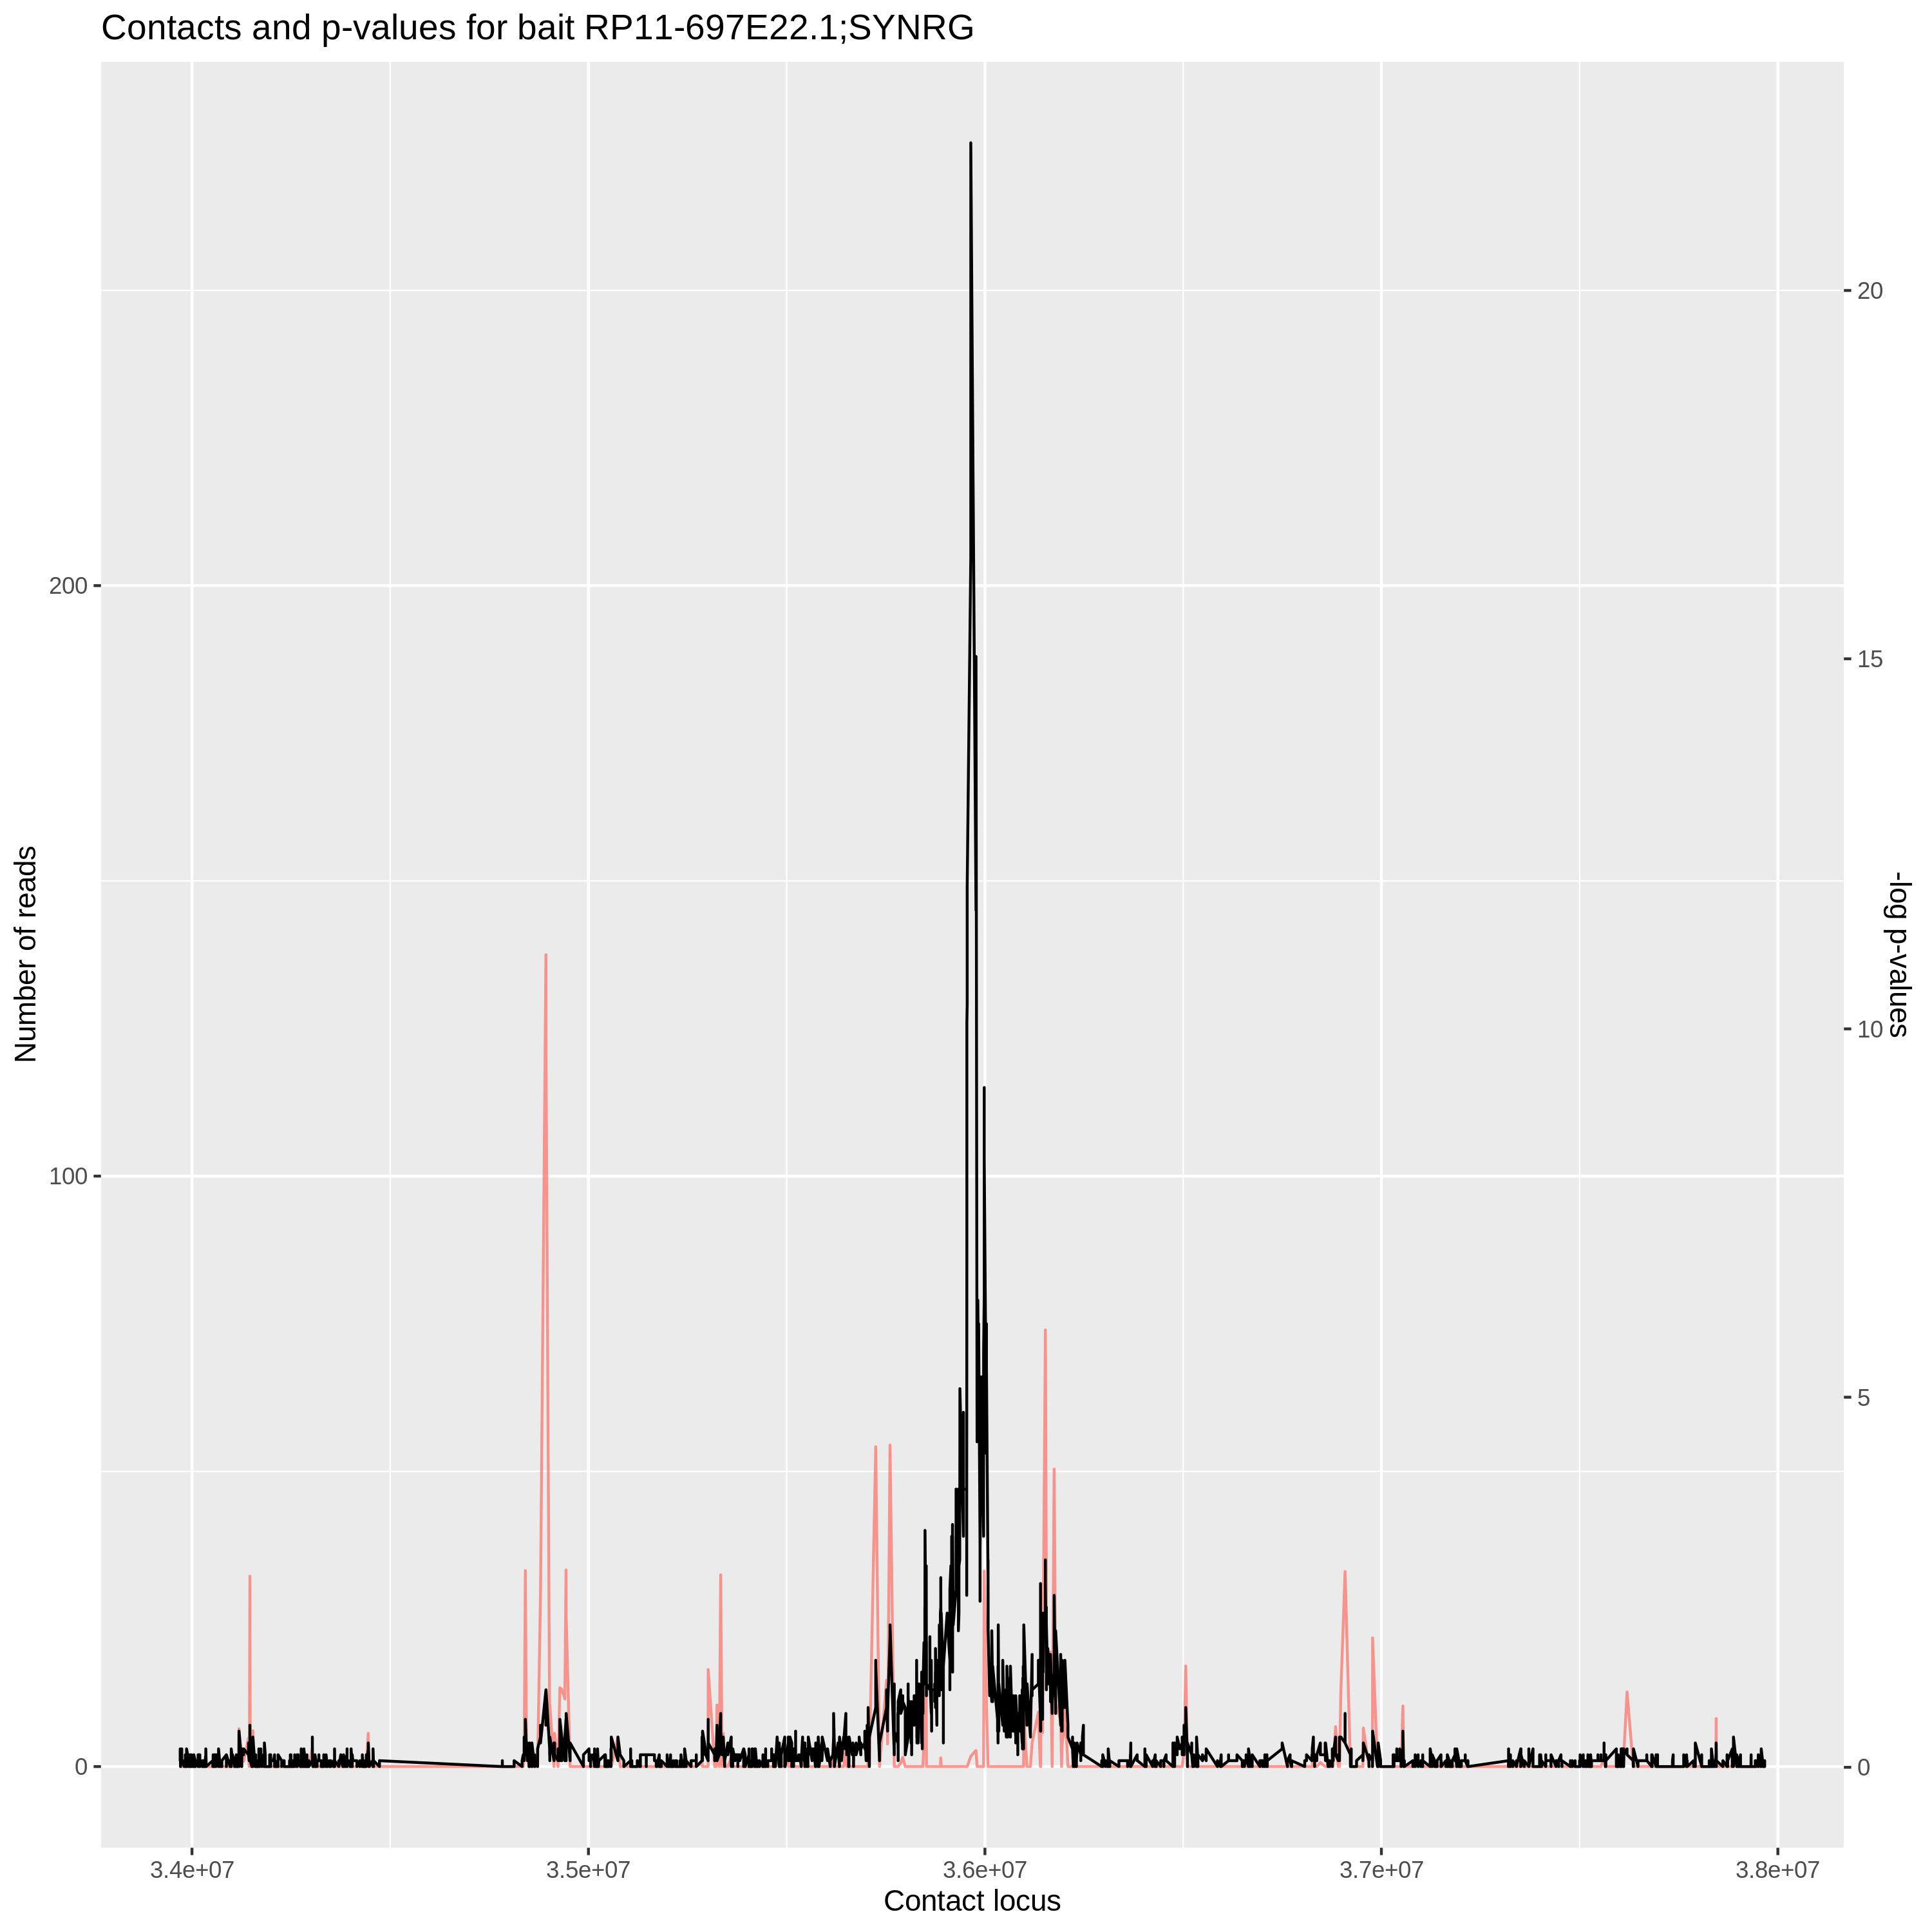 Contacts and p-values for bait RP11-697E22.1;SYNRG
Number of reads
200
100
0
20
15
10
5
0
-log p-values
3.4e+07
3.5e+07
3.6e+07
3.7e+07
3.8e+07
Contact locus